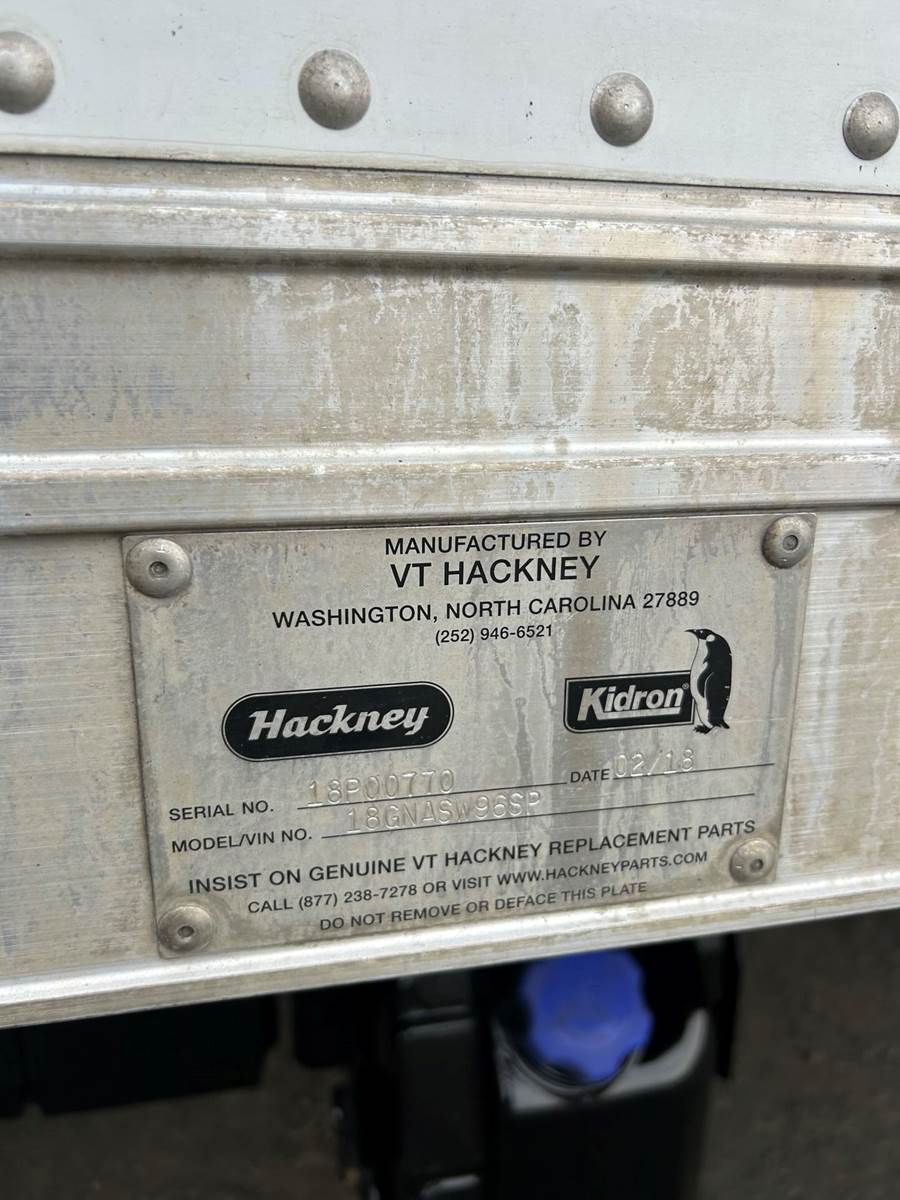 MANUFACTURED BY
VT HACKNEY
WASHINGTON, NORTH CAROLINA 27889
(252) 946-6521
Hackney
Kidron®
SERIAL NO. 18P00770 DATE 02/18
MODEL/VIN NO. 18GNASW96SP
INSIST ON GENUINE VT HACKNEY REPLACEMENT PARTS
CALL (877) 238-7278 OR VISIT WWW.HACKNEYPARTS.COM
DO NOT REMOVE OR DEFACE THIS PLATE